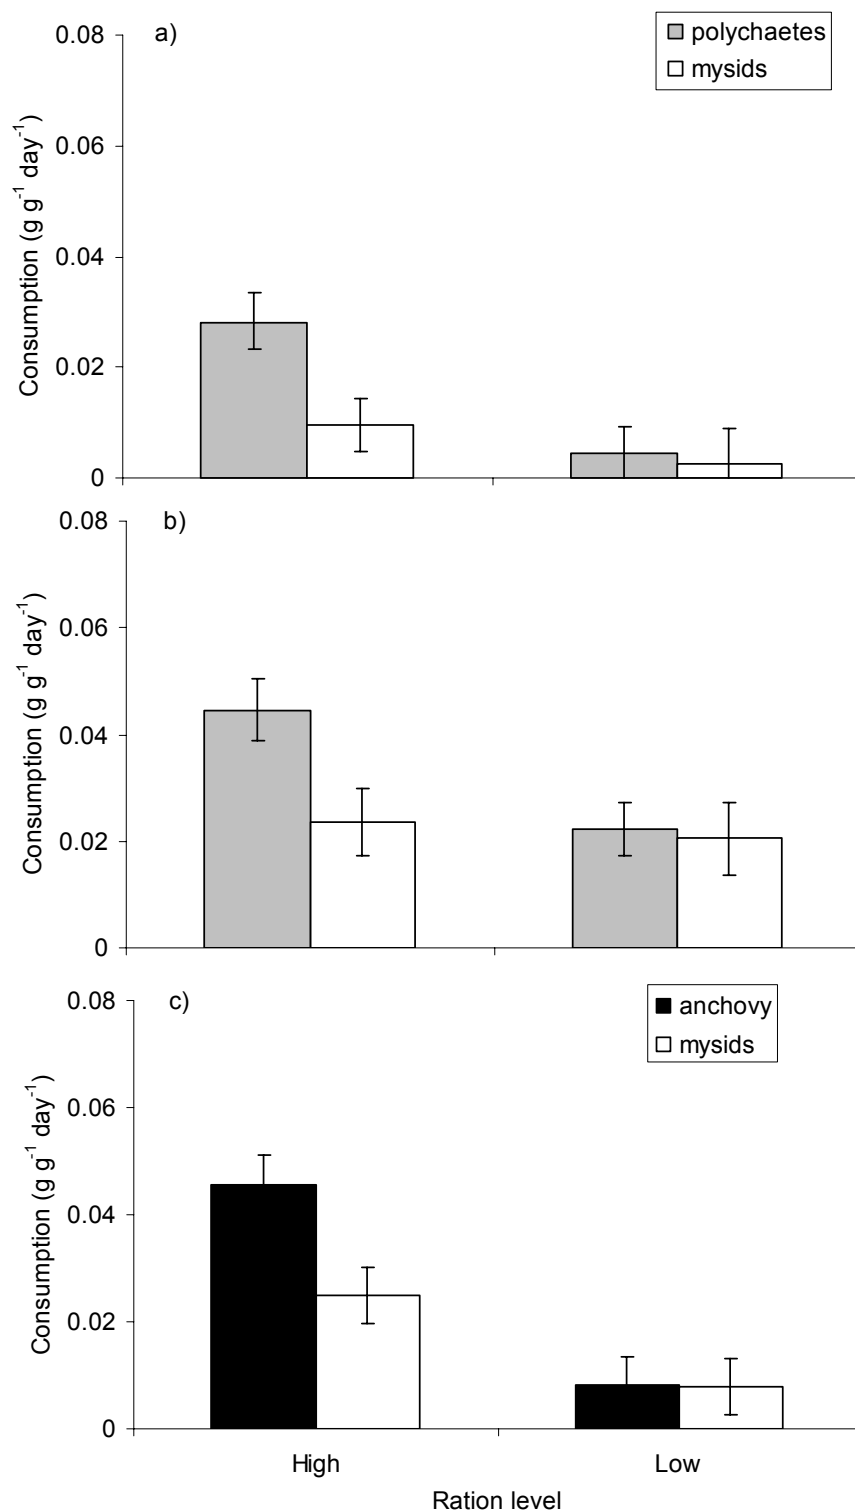 a)
polychaetes
mysids
0.08
0.06
0.04
0.02
0
Consumption (g g⁻¹ day⁻¹)
b)
0.08
0.06
0.04
0.02
0
Consumption (g g⁻¹ day⁻¹)
c)
anchovy
mysids
0.08
0.06
0.04
0.02
0
Consumption (g g⁻¹ day⁻¹)
High Low
Ration level